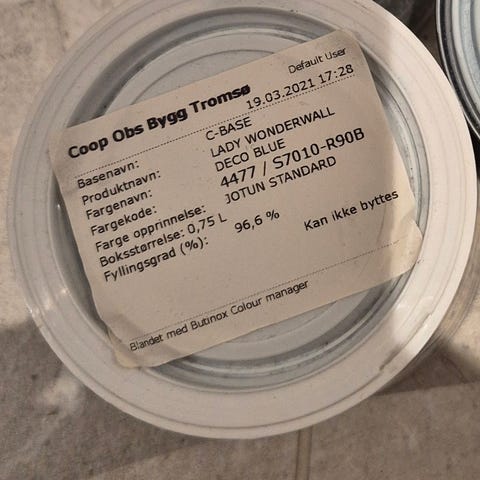 Default User
Coop Obs Bygg Tromsø 19.03.2021 17:28
Basenavn: C-BASE
Produktnavn: LADY WONDERWALL
Fargenavn: DECO BLUE
Fargekode: 4477 / S7010-R90B
Farge opprinnelse: JOTUN STANDARD
Boksstørrelse: 0,75 L
Fyllingsgrad (%): 96,6 % Kan ikke byttes
Blandet med Butinox Colour manager